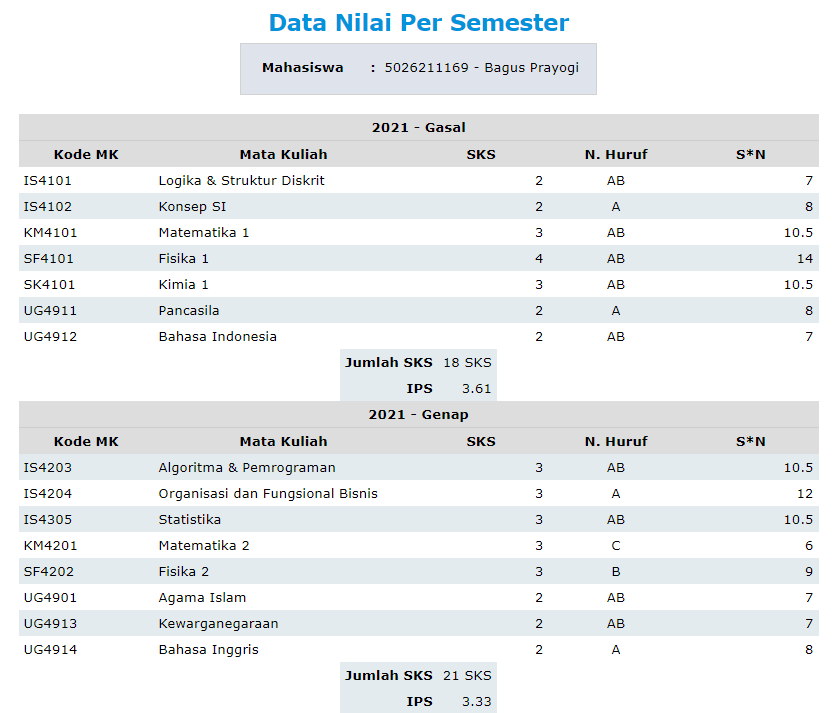 Data Nilai Per Semester
Mahasiswa : 5026211169 - Bagus Prayogi
2021 - Gasal
Kode MK Mata Kuliah SKS N. Huruf S*N
IS4101 Logika & Struktur Diskrit 2 AB 7
IS4102 Konsep SI 2 A 8
KM4101 Matematika 1 3 AB 10.5
SF4101 Fisika 1 4 AB 14
SK4101 Kimia 1 3 AB 10.5
UG4911 Pancasila 2 A 8
UG4912 Bahasa Indonesia 2 AB 7
Jumlah SKS 18 SKS
IPS 3.61
2021 - Genap
Kode MK Mata Kuliah SKS N. Huruf S*N
IS4203 Algoritma & Pemrograman 3 AB 10.5
IS4204 Organisasi dan Fungsional Bisnis 3 A 12
IS4305 Statistika 3 AB 10.5
KM4201 Matematika 2 3 C 6
SF4202 Fisika 2 3 B 9
UG4901 Agama Islam 2 AB 7
UG4913 Kewarganegaraan 2 AB 7
UG4914 Bahasa Inggris 2 A 8
Jumlah SKS 21 SKS
IPS 3.33